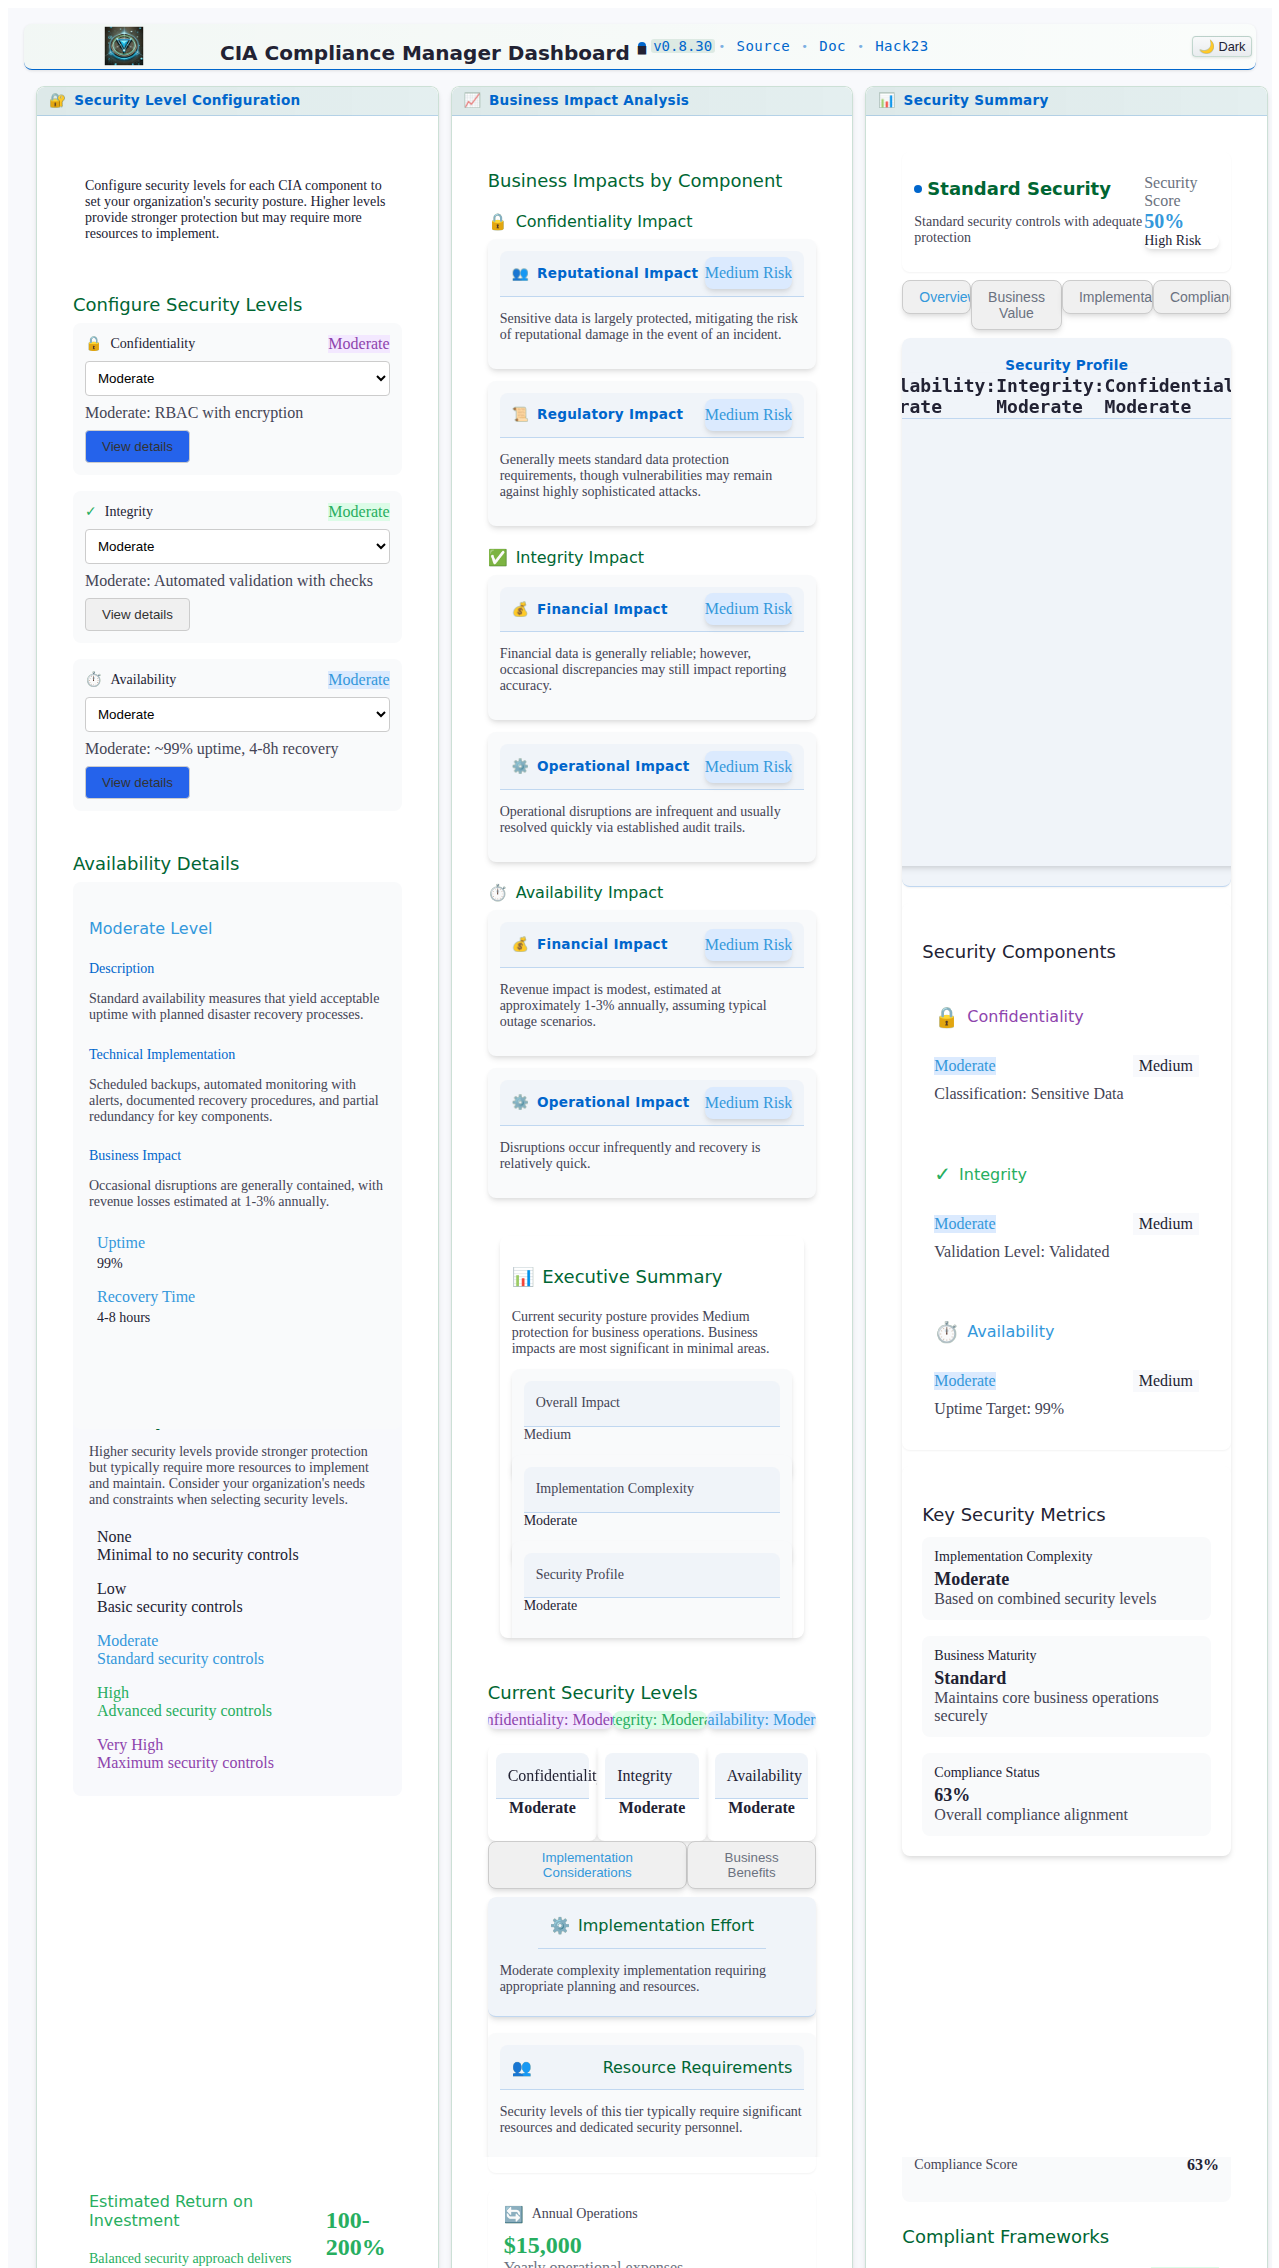 CIA Compliance Manager Dashboard v0.8.30 • Source • Doc • Hack23
🌙 Dark
🔐 Security Level Configuration
Configure security levels for each CIA component to
set your organization's security posture. Higher levels
provide stronger protection but may require more
resources to implement.
Configure Security Levels
🔒 Confidentiality Moderate
Moderate
Moderate: RBAC with encryption
View details
✓ Integrity Moderate
Moderate
Moderate: Automated validation with checks
View details
⏱️ Availability Moderate
Moderate
Moderate: ~99% uptime, 4-8h recovery
View details
Availability Details
Moderate Level
Description
Standard availability measures that yield acceptable
uptime with planned disaster recovery processes.
Technical Implementation
Scheduled backups, automated monitoring with
alerts, documented recovery procedures, and partial
redundancy for key components.
Business Impact
Occasional disruptions are generally contained, with
revenue losses estimated at 1-3% annually.
Uptime
99%
Recovery Time
4-8 hours
Higher security levels provide stronger protection
but typically require more resources to implement
and maintain. Consider your organization's needs
and constraints when selecting security levels.
None
Minimal to no security controls
Low
Basic security controls
Moderate
Standard security controls
High
Advanced security controls
Very High
Maximum security controls
Estimated Return on
Investment
100-
200%
Balanced security approach delivers
📈 Business Impact Analysis
Business Impacts by Component
🔒 Confidentiality Impact
👥 Reputational Impact Medium Risk
Sensitive data is largely protected, mitigating the risk
of reputational damage in the event of an incident.
📜 Regulatory Impact Medium Risk
Generally meets standard data protection
requirements, though vulnerabilities may remain
against highly sophisticated attacks.
✅ Integrity Impact
💰 Financial Impact Medium Risk
Financial data is generally reliable; however,
occasional discrepancies may still impact reporting
accuracy.
⚙️ Operational Impact Medium Risk
Operational disruptions are infrequent and usually
resolved quickly via established audit trails.
⏱️ Availability Impact
💰 Financial Impact Medium Risk
Revenue impact is modest, estimated at
approximately 1-3% annually, assuming typical
outage scenarios.
⚙️ Operational Impact Medium Risk
Disruptions occur infrequently and recovery is
relatively quick.
📊 Executive Summary
Current security posture provides Medium
protection for business operations. Business
impacts are most significant in minimal areas.
Overall Impact
Medium
Implementation Complexity
Moderate
Security Profile
Moderate
Current Security Levels
nfidentiality: Moder tegrity: Modera ailability: Moder
Confidentialit Integrity Availability
Moderate Moderate Moderate
Implementation
Considerations
Business
Benefits
⚙️ Implementation Effort
Moderate complexity implementation requiring
appropriate planning and resources.
👥 Resource Requirements
Security levels of this tier typically require significant
resources and dedicated security personnel.
🔄 Annual Operations
$15,000
Yearly operational expenses
📊 Security Summary
Standard Security
Standard security controls with adequate
protection
Security
Score
50%
High Risk
Overview
Business
Value
Implementa
Complian
Security Profile
lability: Integrity: Confidential
rate Moderate Moderate
Security Components
🔒 Confidentiality
Moderate Medium
Classification: Sensitive Data
✓ Integrity
Moderate Medium
Validation Level: Validated
⏱️ Availability
Moderate Medium
Uptime Target: 99%
Key Security Metrics
Implementation Complexity
Moderate
Based on combined security levels
Business Maturity
Standard
Maintains core business operations
securely
Compliance Status
63%
Overall compliance alignment
Compliance Score 63%
Compliant Frameworks